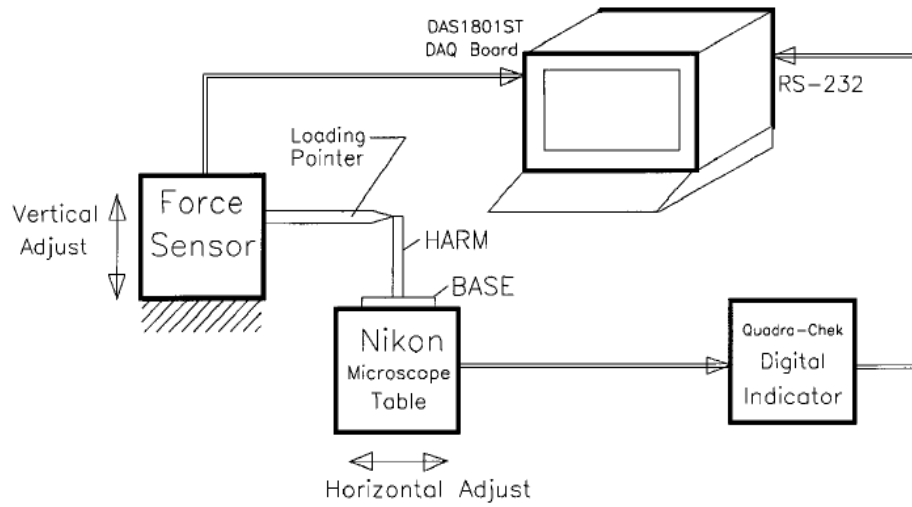 DAS1801ST
DAQ Board
RS-232
Loading
Pointer
Force
Sensor
Vertical
Adjust
HARM
BASE
Nikon
Microscope
Table
Quadra-Chek
Digital
Indicator
Horizontal Adjust